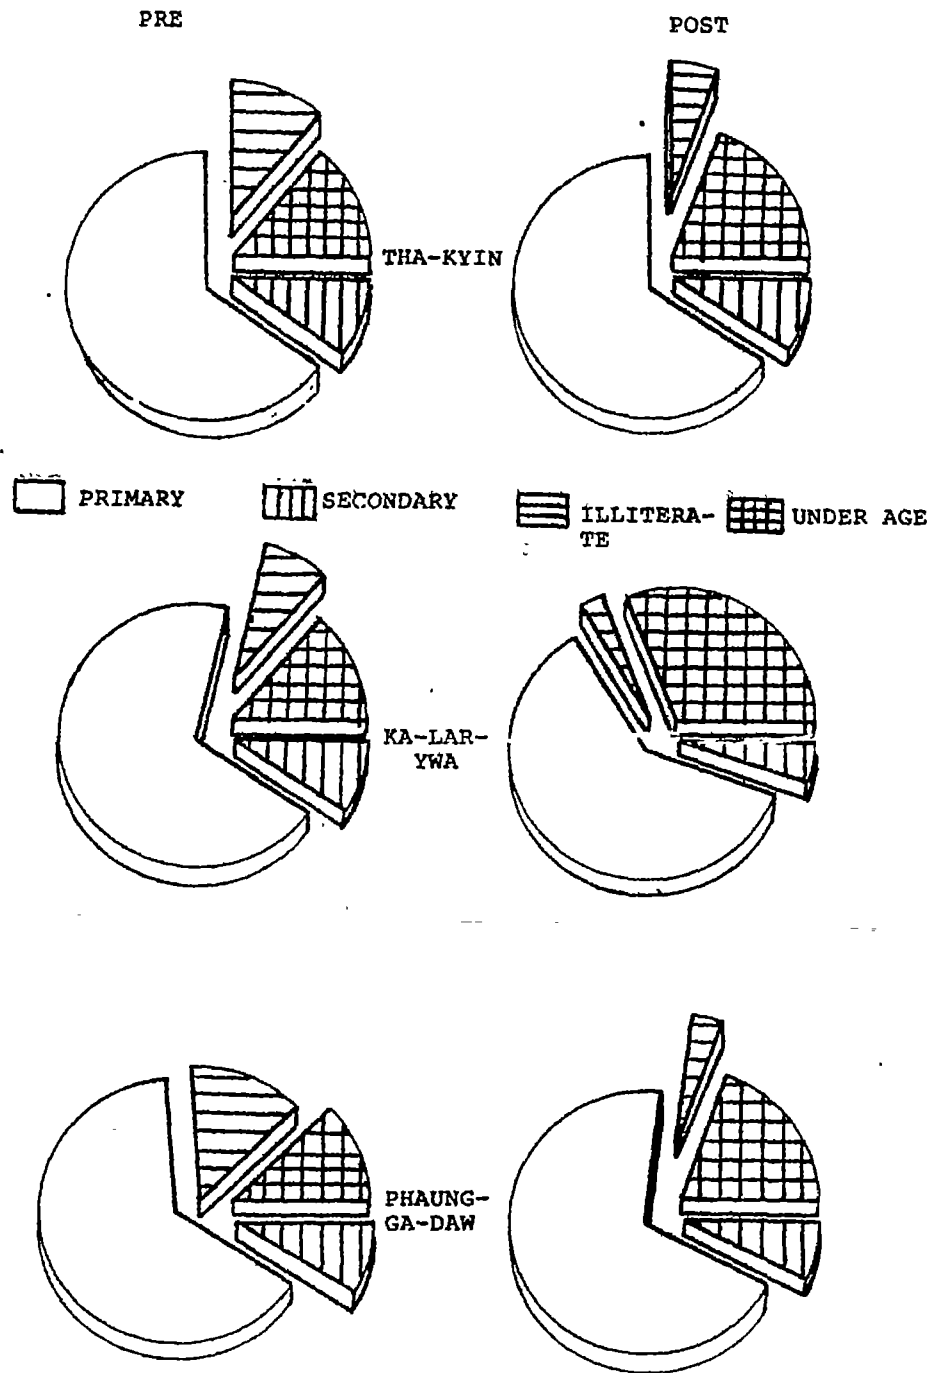 PRE
POST
THA-KYIN
PRIMARY
SECONDARY
ILLITERA-
TE
UNDER AGE
KA-LAR-
YWA
PHAUNG-
GA-DAW